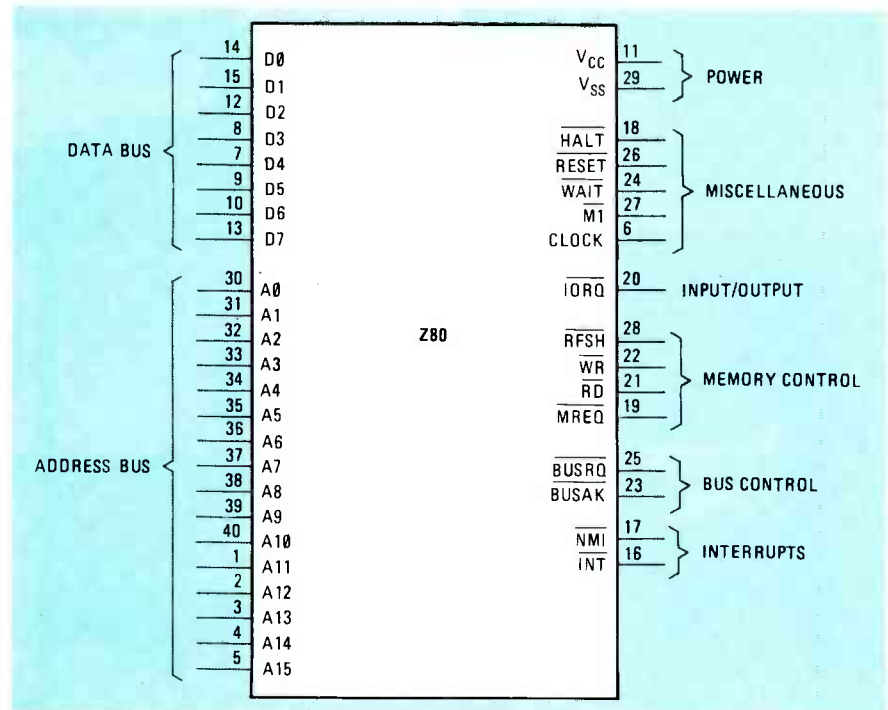 14 D0
15 D1
12 D2
8 D3
7 D4
9 D5
10 D6
13 D7
DATA BUS
30 A0
31 A1
32 A2
33 A3
34 A4
35 A5
36 A6
37 A7
38 A8
39 A9
40 A10
1 A11
2 A12
3 A13
4 A14
5 A15
ADDRESS BUS
Z80
VCC 11
VSS 29
POWER
HALT 18
RESET 26
WAIT 24
M1 27
CLOCK 6
MISCELLANEOUS
IORQ 20 INPUT/OUTPUT
RFSH 28
WR 22
RD 21
MREQ 19
MEMORY CONTROL
BUSRQ 25
BUSAK 23
BUS CONTROL
NMI 17
INT 16
INTERRUPTS